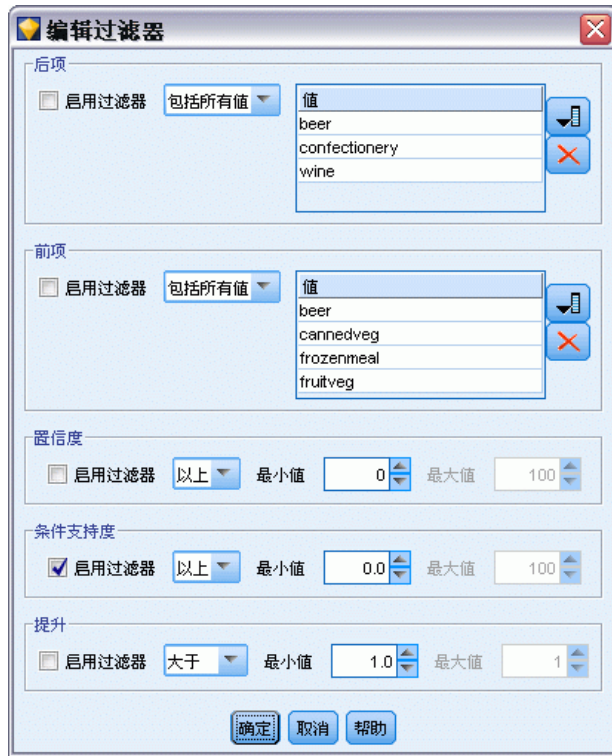 编辑过滤器
后项
启用过滤器 包括所有值 值
beer
confectionery
wine
前项
启用过滤器 包括所有值 值
beer
cannedveg
frozenmeal
fruitveg
置信度
启用过滤器 以上 最小值 0 最大值 100
条件支持度
启用过滤器 以上 最小值 0.0 最大值 100
提升
启用过滤器 大于 最小值 1.0 最大值 1
确定 取消 帮助